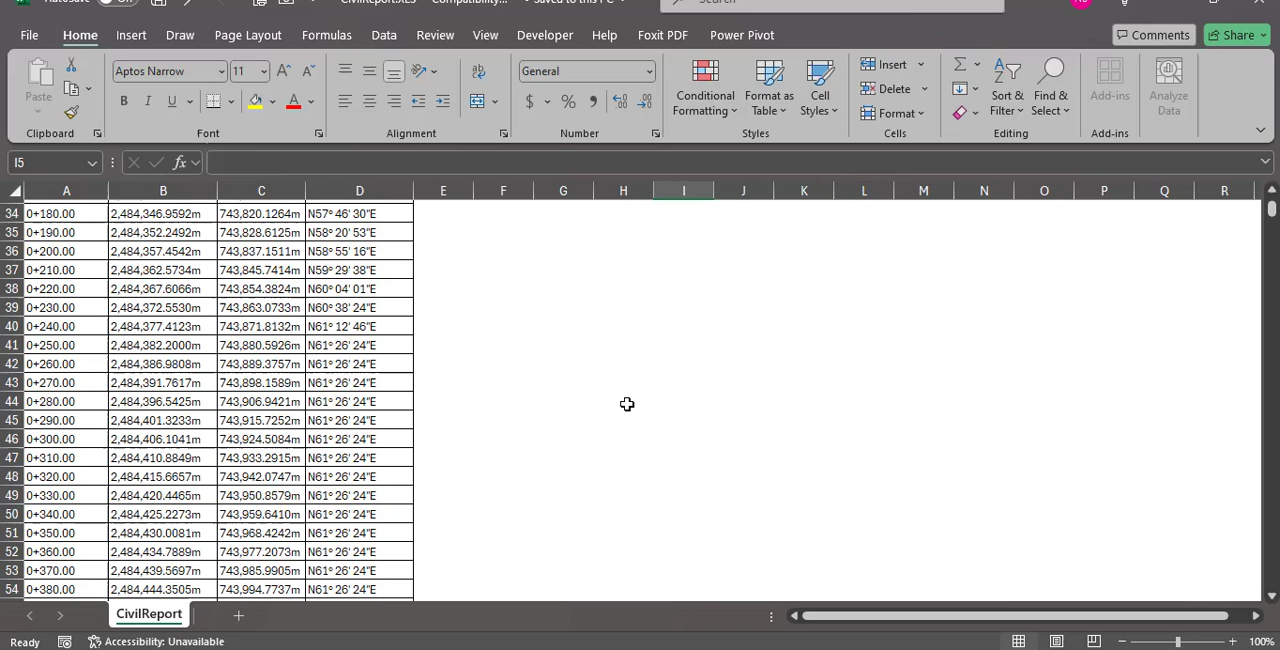 AutoSave On CivilReport.XLS - Compatibility... • Saved to this PC Search
File Home Insert Draw Page Layout Formulas Data Review View Developer Help Foxit PDF Power Pivot Comments Share
Paste Aptos Narrow 11 General Conditional Formatting Format as Table Cell Styles Insert Delete Format Sort & Filter Find & Select Add-ins Analyze Data
B I U A $ % 9
Clipboard Font Alignment Number Styles Cells Editing Add-ins
I5 fx
A B C D E F G H I J K L M N O P Q R
34 0+180.00 2,484,346.9592m 743,820.1264m N57° 46' 30"E
35 0+190.00 2,484,352.2492m 743,828.6125m N58° 20' 53"E
36 0+200.00 2,484,357.4542m 743,837.1511m N58° 55' 16"E
37 0+210.00 2,484,362.5734m 743,845.7414m N59° 29' 38"E
38 0+220.00 2,484,367.6066m 743,854.3824m N60° 04' 01"E
39 0+230.00 2,484,372.5530m 743,863.0733m N60° 38' 24"E
40 0+240.00 2,484,377.4123m 743,871.8132m N61° 12' 46"E
41 0+250.00 2,484,382.2000m 743,880.5926m N61° 26' 24"E
42 0+260.00 2,484,386.9808m 743,889.3757m N61° 26' 24"E
43 0+270.00 2,484,391.7617m 743,898.1589m N61° 26' 24"E
44 0+280.00 2,484,396.5425m 743,906.9421m N61° 26' 24"E
45 0+290.00 2,484,401.3233m 743,915.7252m N61° 26' 24"E
46 0+300.00 2,484,406.1041m 743,924.5084m N61° 26' 24"E
47 0+310.00 2,484,410.8849m 743,933.2915m N61° 26' 24"E
48 0+320.00 2,484,415.6657m 743,942.0747m N61° 26' 24"E
49 0+330.00 2,484,420.4465m 743,950.8579m N61° 26' 24"E
50 0+340.00 2,484,425.2273m 743,959.6410m N61° 26' 24"E
51 0+350.00 2,484,430.0081m 743,968.4242m N61° 26' 24"E
52 0+360.00 2,484,434.7889m 743,977.2073m N61° 26' 24"E
53 0+370.00 2,484,439.5697m 743,985.9905m N61° 26' 24"E
54 0+380.00 2,484,444.3505m 743,994.7737m N61° 26' 24"E
CivilReport
Ready Accessibility: Unavailable 100%